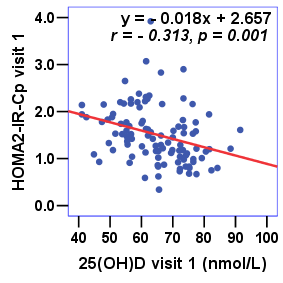 y = - 0.018x + 2.657
r = - 0.313, p = 0.001
HOMA2-IR-Cp visit 1
4.0
3.0
2.0
1.0
0.0
40 50 60 70 80 90 100
25(OH)D visit 1 (nmol/L)